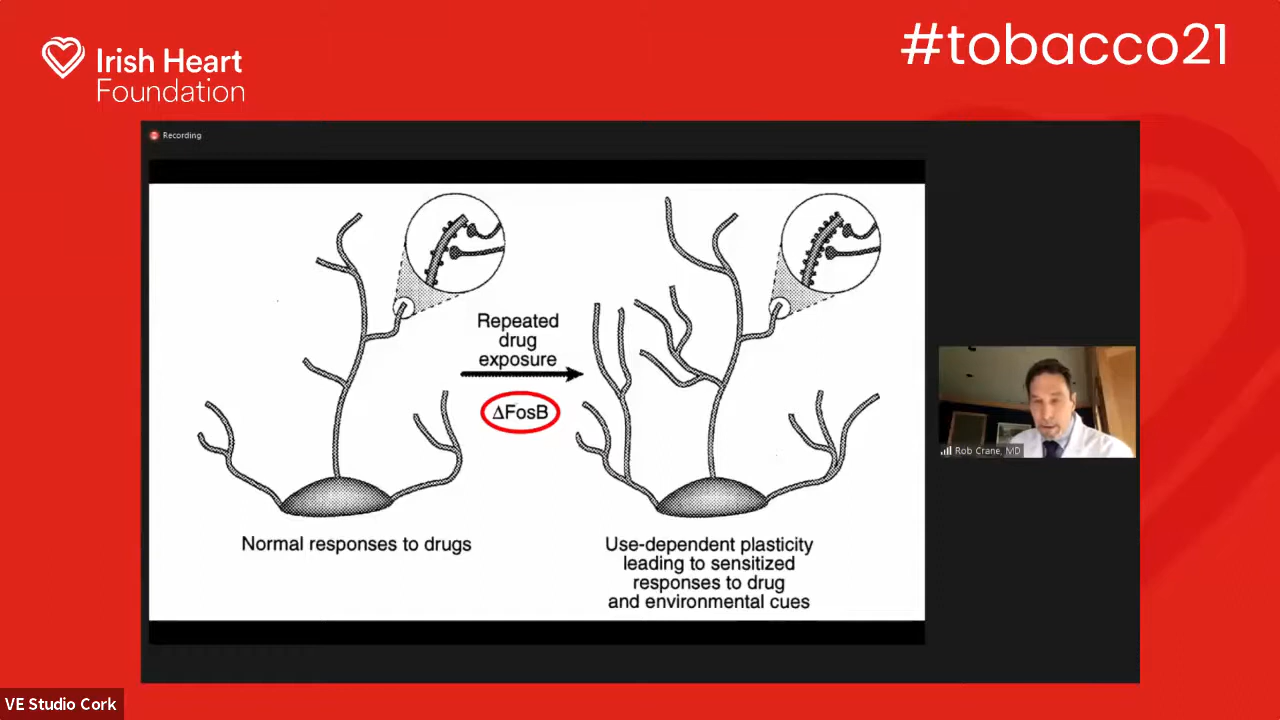 Irish Heart
Foundation
#tobacco21
Recording
Repeated
drug
exposure
ΔFosB
Normal responses to drugs
Use-dependent plasticity
leading to sensitized
responses to drug
and environmental cues
Rob Crane, MD
VE Studio Cork